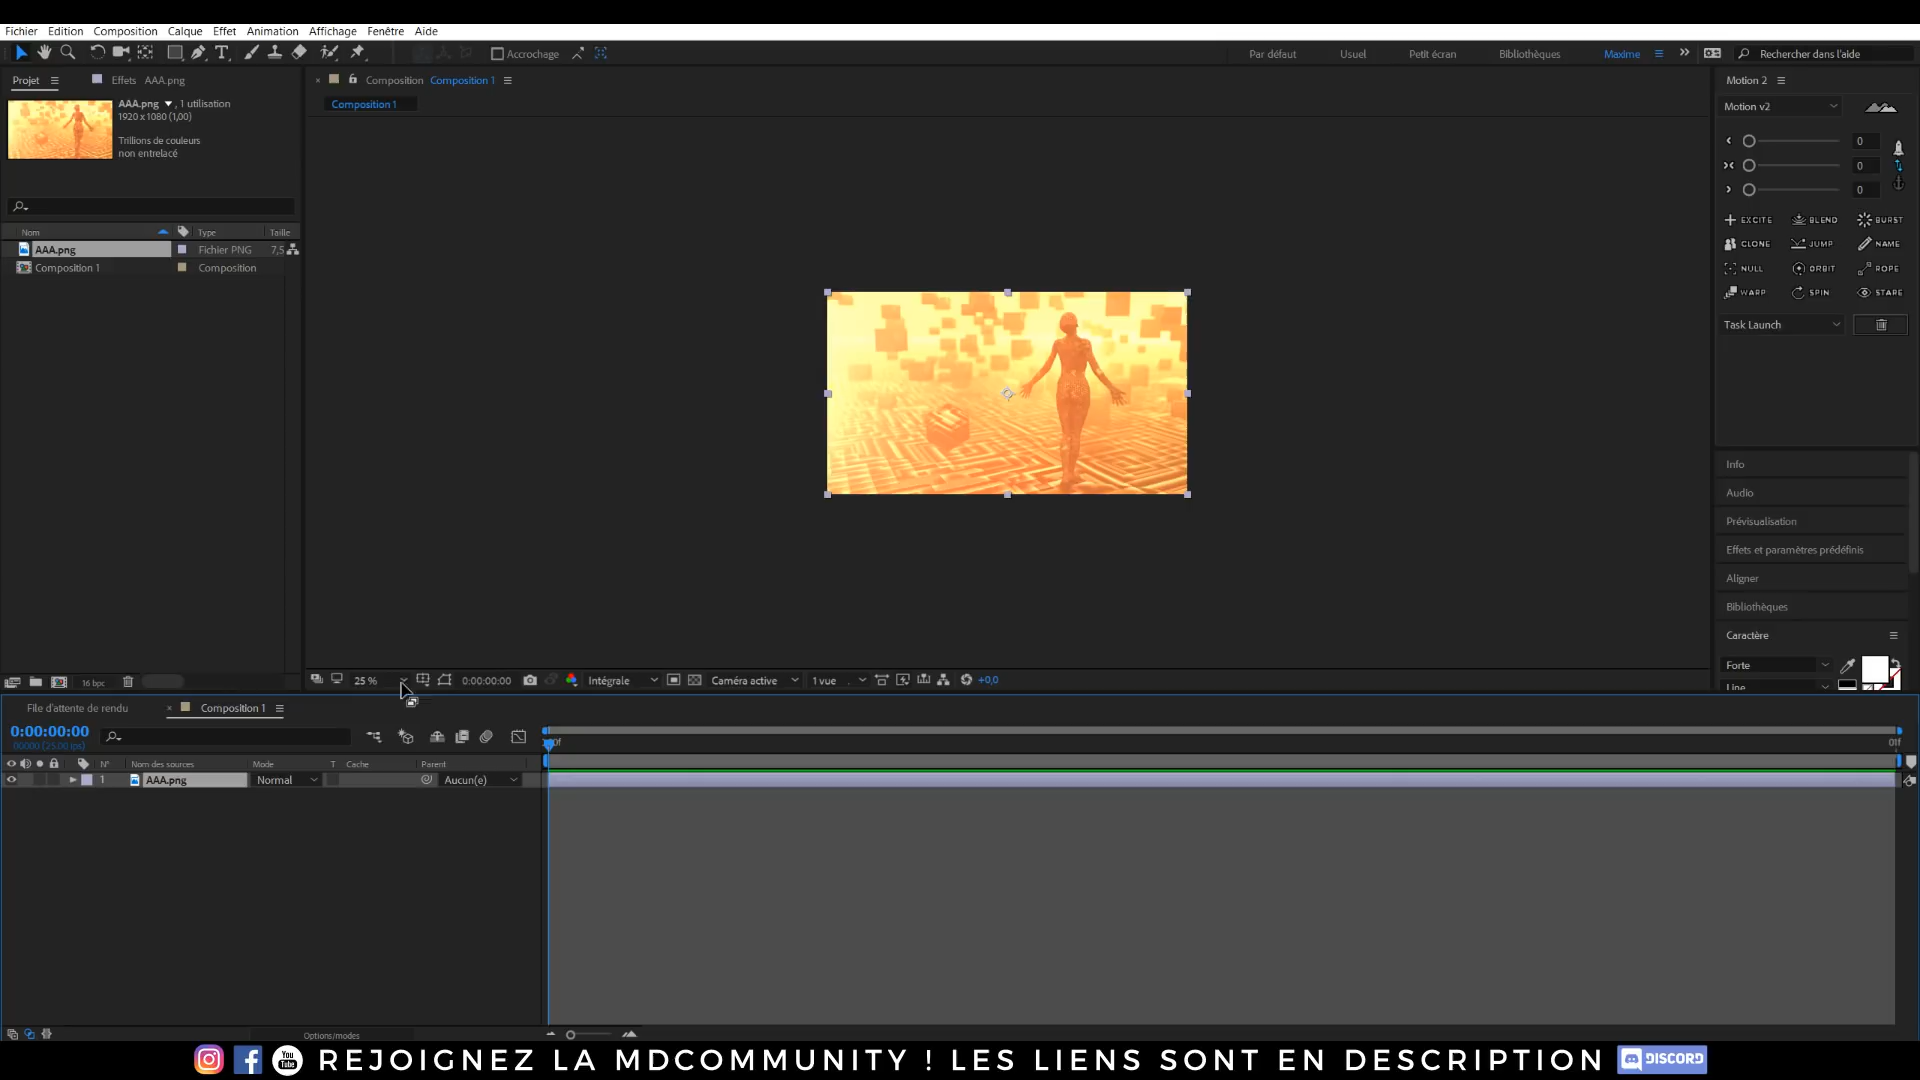 Fichier Edition Composition Calque Effet Animation Affichage Fenêtre Aide
Accrochage Par défaut Usuel Petit écran Bibliothèques Maxime Rechercher dans l'aide
Projet Effets AAA.png Composition Composition 1 Motion 2
AAA.png , 1 utilisation
1920 x 1080 (1,00)
Trillions de couleurs
non entrelacé
Composition 1
Motion v2
0
0
0
EXCITE BLEND BURST
CLONE JUMP NAME
NULL ORBIT ROPE
WARP SPIN STARE
Task Launch
Nom Type Taille
AAA.png Fichier PNG 7,5
Composition 1 Composition
Info
Audio
Prévisualisation
Effets et paramètres prédéfinis
Aligner
Bibliothèques
Caractère
Forte
Line
16 bpc 25 % 0:00:00:00 Intégrale Caméra active 1 vue +0,0
File d'attente de rendu Composition 1
0:00:00:00
00000 (25.00 ips)
01f
N° Nom des sources Mode T Cache Parent
1 AAA.png Normal Aucun(e)
Options/modes
You
Tube
REJOIGNEZ LA MDCOMMUNITY ! LES LIENS SONT EN DESCRIPTION DISCORD